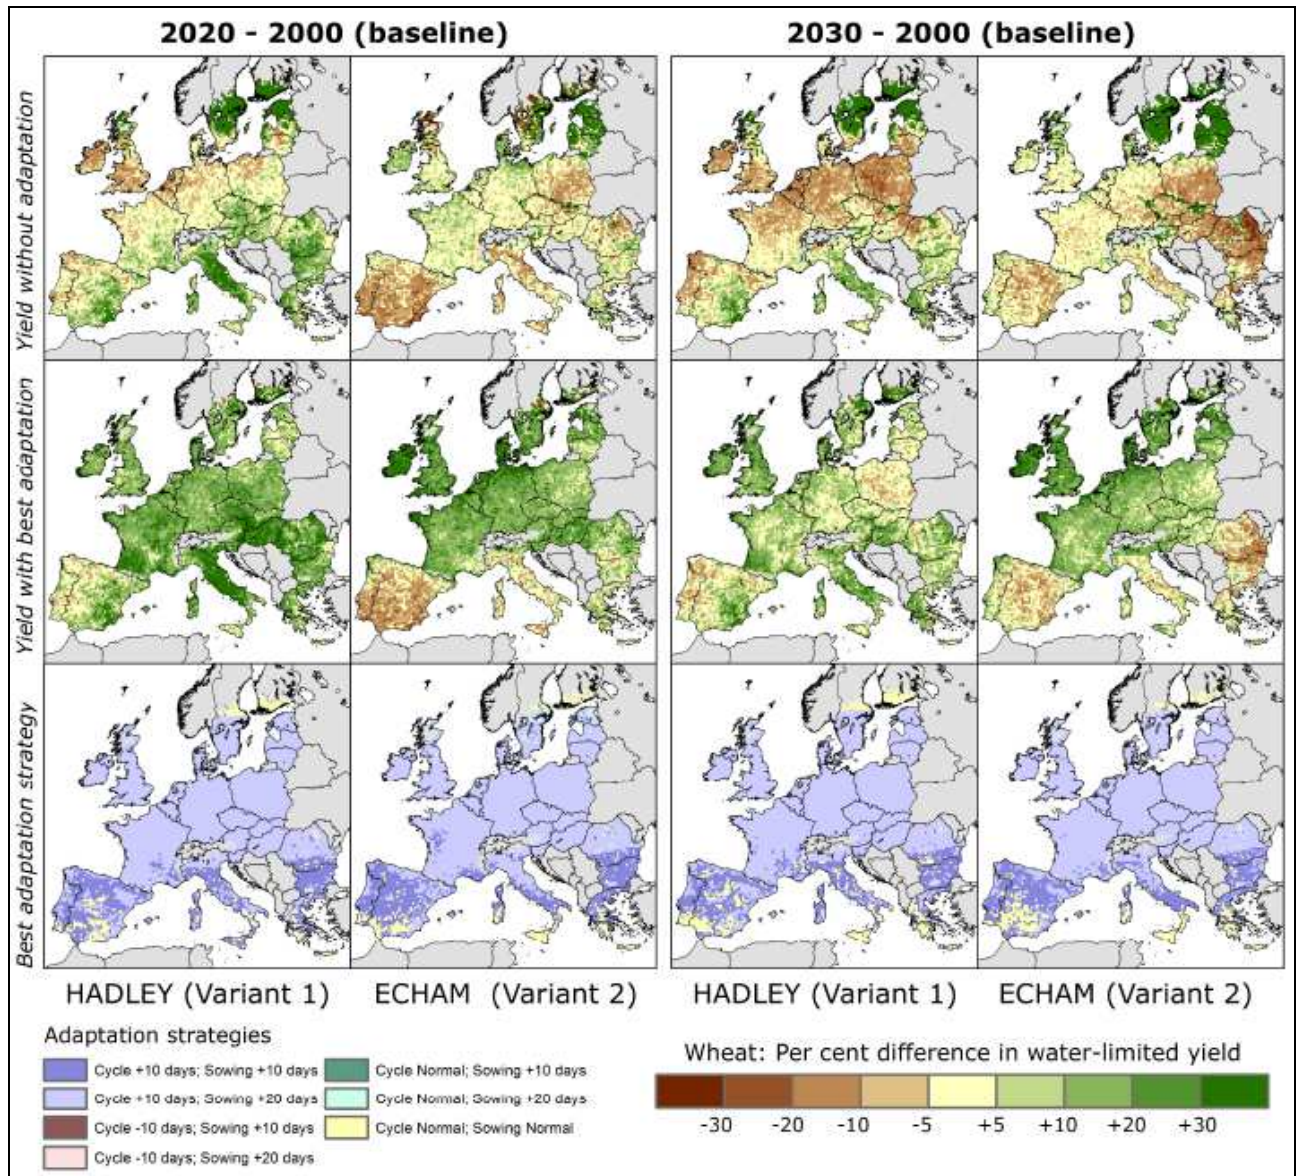 2020 - 2000 (baseline)
2030 - 2000 (baseline)
Yield without adaptation
Yield with best adaptation
Best adaptation strategy
HADLEY (Variant 1)
ECHAM (Variant 2)
HADLEY (Variant 1)
ECHAM (Variant 2)
Adaptation strategies
Cycle +10 days; Sowing +10 days
Cycle +10 days; Sowing +20 days
Cycle -10 days; Sowing +10 days
Cycle -10 days; Sowing +20 days
Cycle Normal; Sowing +10 days
Cycle Normal; Sowing +20 days
Cycle Normal; Sowing Normal
Wheat: Per cent difference in water-limited yield
-30 -20 -10 -5 +5 +10 +20 +30